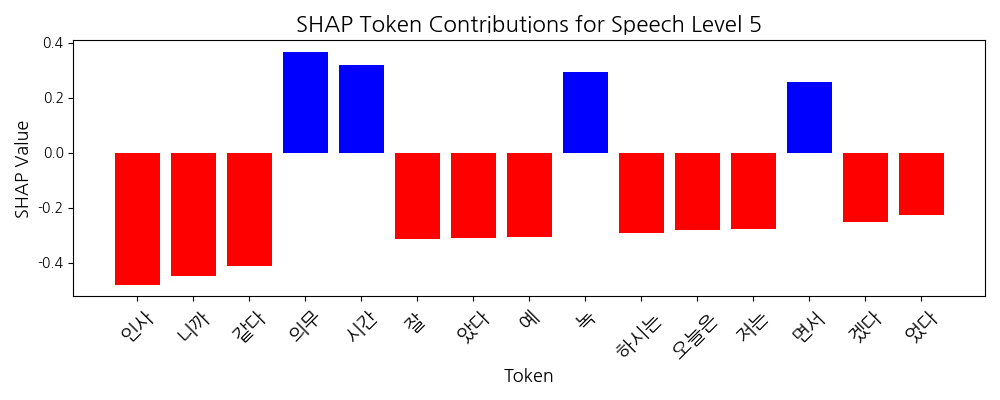 SHAP Token Contributions for Speech Level 5
SHAP Value
0.4
0.2
0.0
-0.2
-0.4
인사 니까 같다 의무 시간 잘 았다 예 녹 하시는 오늘은 저는 면서 겠다 었다
Token